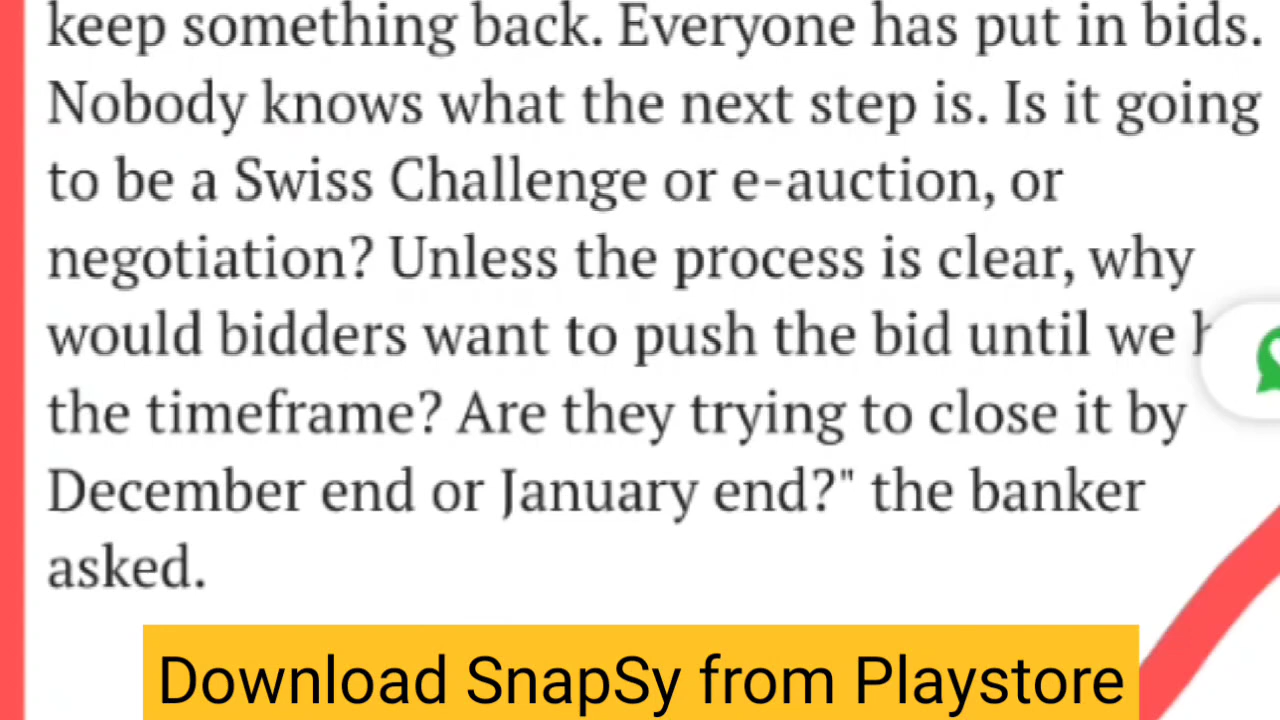 keep something back. Everyone has put in bids.
Nobody knows what the next step is. Is it going
to be a Swiss Challenge or e-auction, or
negotiation? Unless the process is clear, why
would bidders want to push the bid until we
the timeframe? Are they trying to close it by
December end or January end?" the banker
asked.
Download SnapSy from Playstore